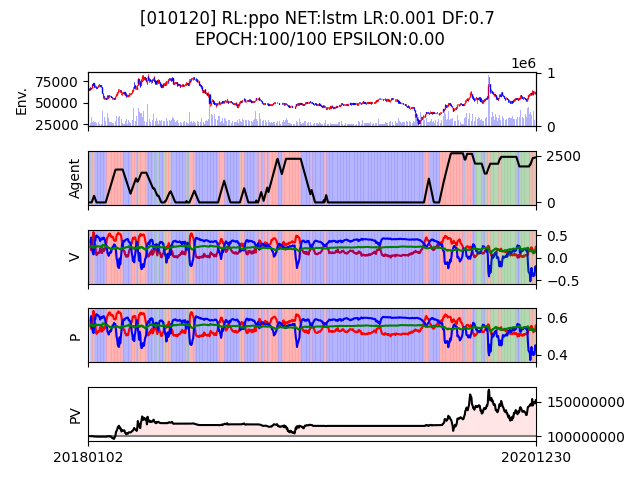 [010120] RL:ppo NET:lstm LR:0.001 DF:0.7
EPOCH:100/100 EPSILON:0.00
1e6
75000
50000
25000
Env.
1
0
Agent
2500
0
V
0.5
0.0
−0.5
P
0.6
0.4
PV
150000000
100000000
20180102
20201230